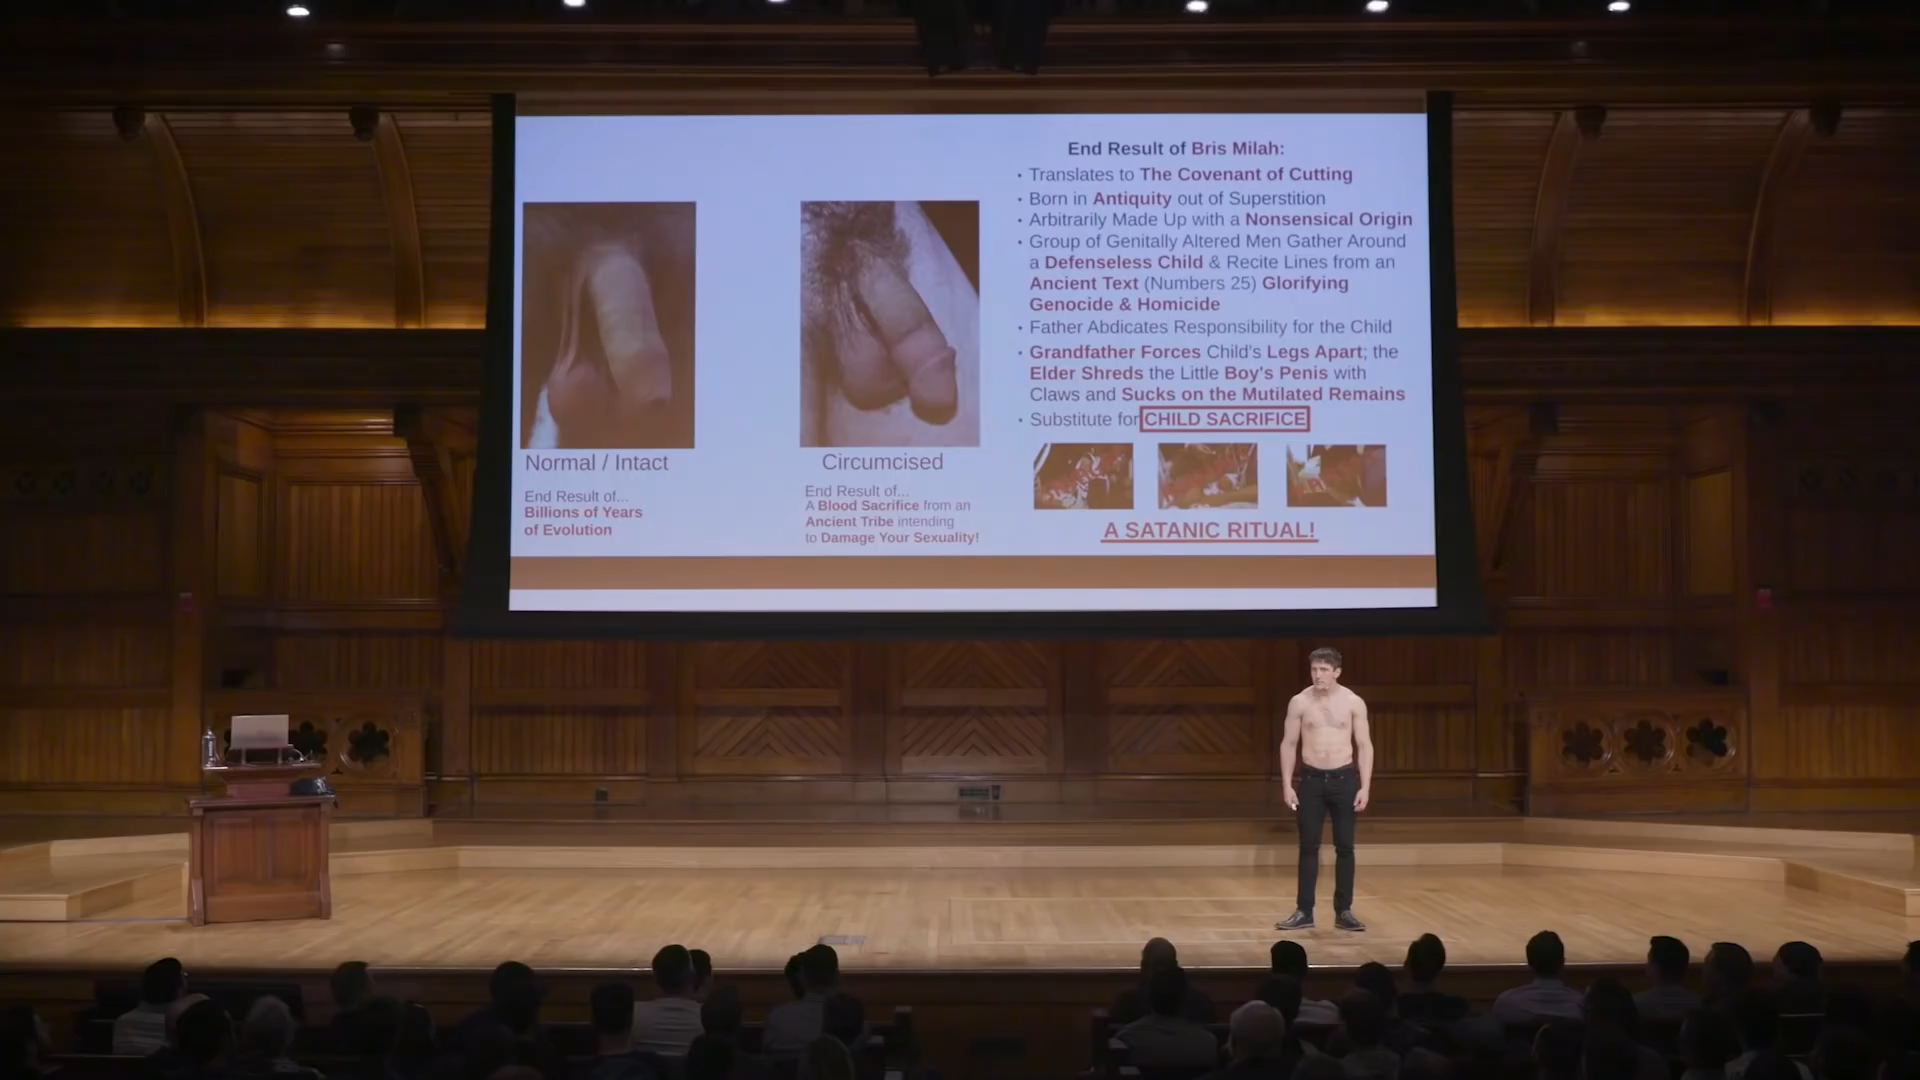 Normal / Intact
End Result of...
Billions of Years
of Evolution
Circumcised
End Result of...
A Blood Sacrifice from an
Ancient Tribe intending
to Damage Your Sexuality!
End Result of Bris Milah:
• Translates to The Covenant of Cutting
• Born in Antiquity out of Superstition
• Arbitrarily Made Up with a Nonsensical Origin
• Group of Genitally Altered Men Gather Around
a Defenseless Child & Recite Lines from an
Ancient Text (Numbers 25) Glorifying
Genocide & Homicide
• Father Abdicates Responsibility for the Child
• Grandfather Forces Child's Legs Apart; the
Elder Shreds the Little Boy's Penis with
Claws and Sucks on the Mutilated Remains
• Substitute for CHILD SACRIFICE
A SATANIC RITUAL!